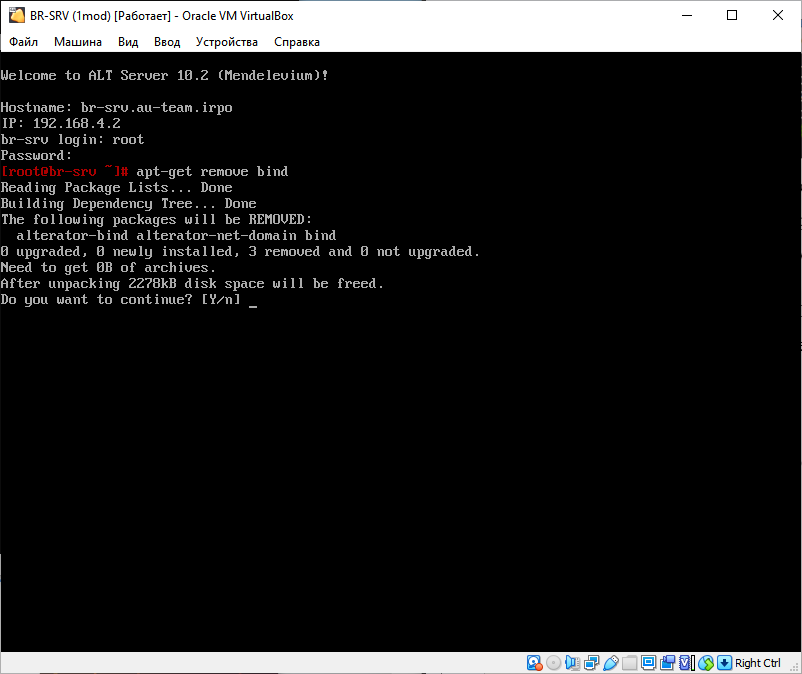 BR-SRV (1mod) [Работает] - Oracle VM VirtualBox
Файл Машина Вид Ввод Устройства Справка
Welcome to ALT Server 10.2 (Mendelevium)!
Hostname: br-srv.au-team.irpo
IP: 192.168.4.2
br-srv login: root
Password:
[root@br-srv ~]# apt-get remove bind
Reading Package Lists... Done
Building Dependency Tree... Done
The following packages will be REMOVED:
  alterator-bind alterator-net-domain bind
0 upgraded, 0 newly installed, 3 removed and 0 not upgraded.
Need to get 0B of archives.
After unpacking 2278kB disk space will be freed.
Do you want to continue? [Y/n] _
Right Ctrl